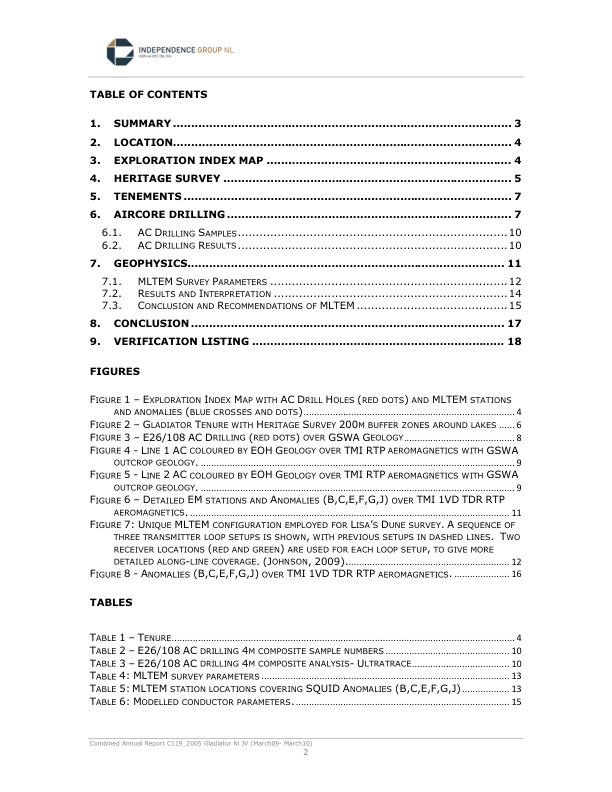 INDEPENDENCE GROUP NL
ABN 46 092 786 304
TABLE OF CONTENTS
1. SUMMARY ... 3
2. LOCATION ... 4
3. EXPLORATION INDEX MAP ... 4
4. HERITAGE SURVEY ... 5
5. TENEMENTS ... 7
6. AIRCORE DRILLING ... 7
6.1. AC DRILLING SAMPLES ... 10
6.2. AC DRILLING RESULTS ... 10
7. GEOPHYSICS ... 11
7.1. MLTEM SURVEY PARAMETERS ... 12
7.2. RESULTS AND INTERPRETATION ... 14
7.3. CONCLUSION AND RECOMMENDATIONS OF MLTEM ... 15
8. CONCLUSION ... 17
9. VERIFICATION LISTING ... 18
FIGURES
FIGURE 1 – EXPLORATION INDEX MAP WITH AC DRILL HOLES (RED DOTS) AND MLTEM STATIONS
AND ANOMALIES (BLUE CROSSES AND DOTS) ... 4
FIGURE 2 – GLADIATOR TENURE WITH HERITAGE SURVEY 200M BUFFER ZONES AROUND LAKES ... 6
FIGURE 3 – E26/108 AC DRILLING (RED DOTS) OVER GSWA GEOLOGY ... 8
FIGURE 4 - LINE 1 AC COLOURED BY EOH GEOLOGY OVER TMI RTP AEROMAGNETICS WITH GSWA
OUTCROP GEOLOGY. ... 9
FIGURE 5 - LINE 2 AC COLOURED BY EOH GEOLOGY OVER TMI RTP AEROMAGNETICS WITH GSWA
OUTCROP GEOLOGY. ... 9
FIGURE 6 – DETAILED EM STATIONS AND ANOMALIES (B,C,E,F,G,J) OVER TMI 1VD TDR RTP
AEROMAGNETICS. ... 11
FIGURE 7: UNIQUE MLTEM CONFIGURATION EMPLOYED FOR LISA'S DUNE SURVEY. A SEQUENCE OF
THREE TRANSMITTER LOOP SETUPS IS SHOWN, WITH PREVIOUS SETUPS IN DASHED LINES. TWO
RECEIVER LOCATIONS (RED AND GREEN) ARE USED FOR EACH LOOP SETUP, TO GIVE MORE
DETAILED ALONG-LINE COVERAGE. (JOHNSON, 2009) ... 12
FIGURE 8 - ANOMALIES (B,C,E,F,G,J) OVER TMI 1VD TDR RTP AEROMAGNETICS. ... 16
TABLES
TABLE 1 – TENURE ... 4
TABLE 2 – E26/108 AC DRILLING 4M COMPOSITE SAMPLE NUMBERS ... 10
TABLE 3 – E26/108 AC DRILLING 4M COMPOSITE ANALYSIS- ULTRATRACE ... 10
TABLE 4: MLTEM SURVEY PARAMETERS ... 13
TABLE 5: MLTEM STATION LOCATIONS COVERING SQUID ANOMALIES (B,C,E,F,G,J) ... 13
TABLE 6: MODELLED CONDUCTOR PARAMETERS. ... 15
Combined Annual Report C119_2005 Gladiator Ni JV (March09- March10)
2